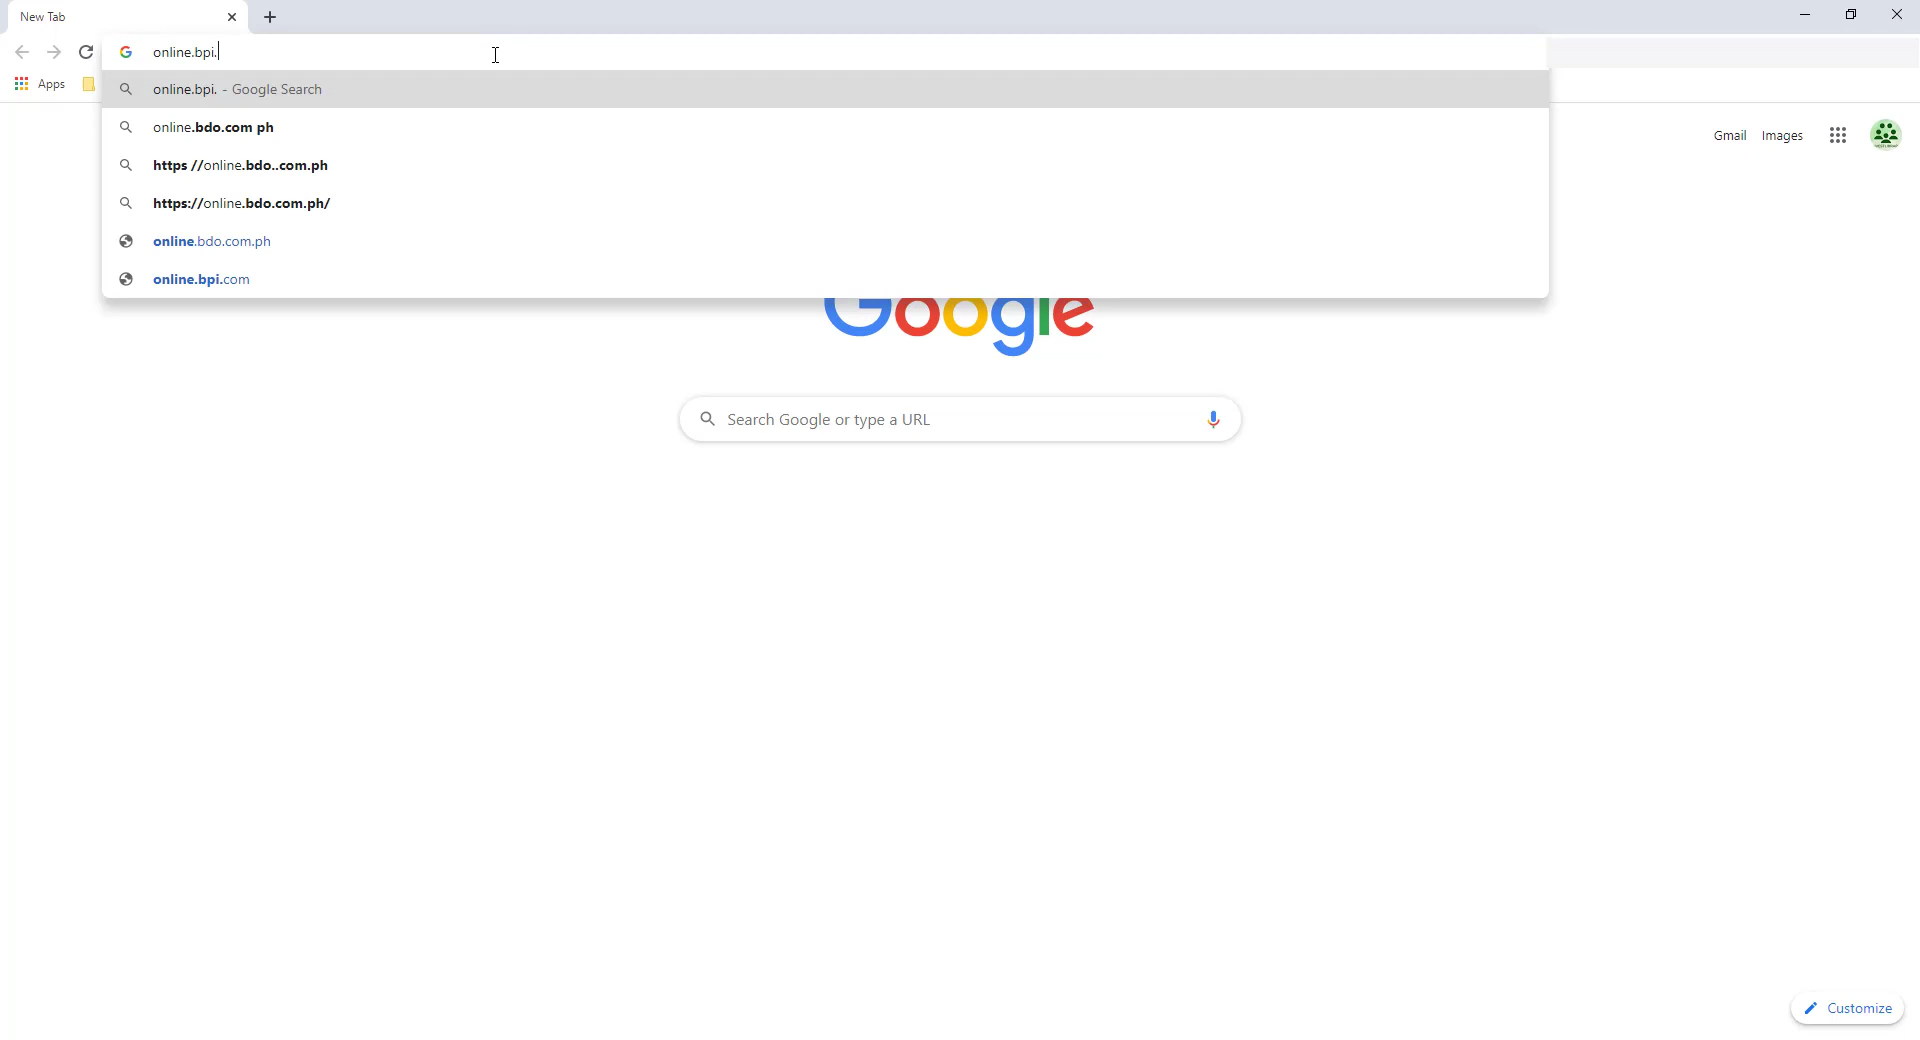 New Tab
online.bpi.
Apps
online.bpi. - Google Search
online.bdo.com ph
https //online.bdo..com.ph
https://online.bdo.com.ph/
online.bdo.com.ph
online.bpi.com
Gmail Images
Google
Search Google or type a URL
Customize